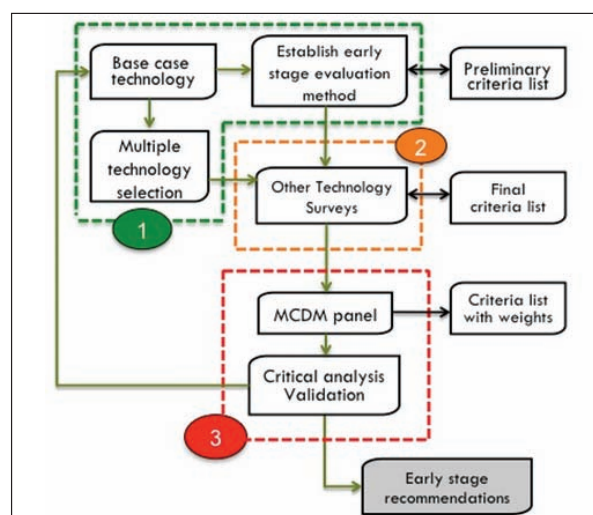 Base case
technology
Establish early
stage evaluation
method
Preliminary
criteria list
Multiple
technology
selection
1
2
Other Technology
Surveys
Final
criteria list
MCDM panel
Criteria list
with weights
Critical analysis
Validation
3
Early stage
recommendations